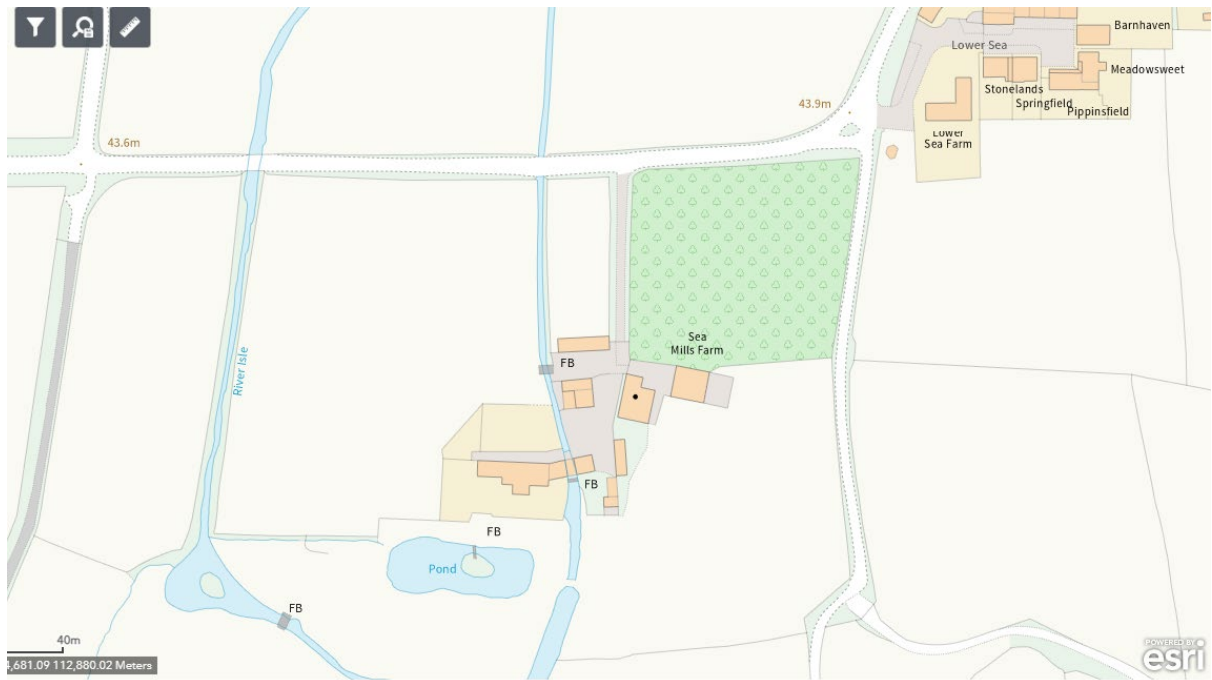 Barnhaven
Lower Sea
Meadowsweet
Stonelands
Springfield
Pippinsfield
43.9m
Lower
Sea Farm
43.6m
Sea
Mills Farm
River Isle
FB
FB
FB
Pond
FB
40m
,681.09 112,880.02 Meters
POWERED BY
esri